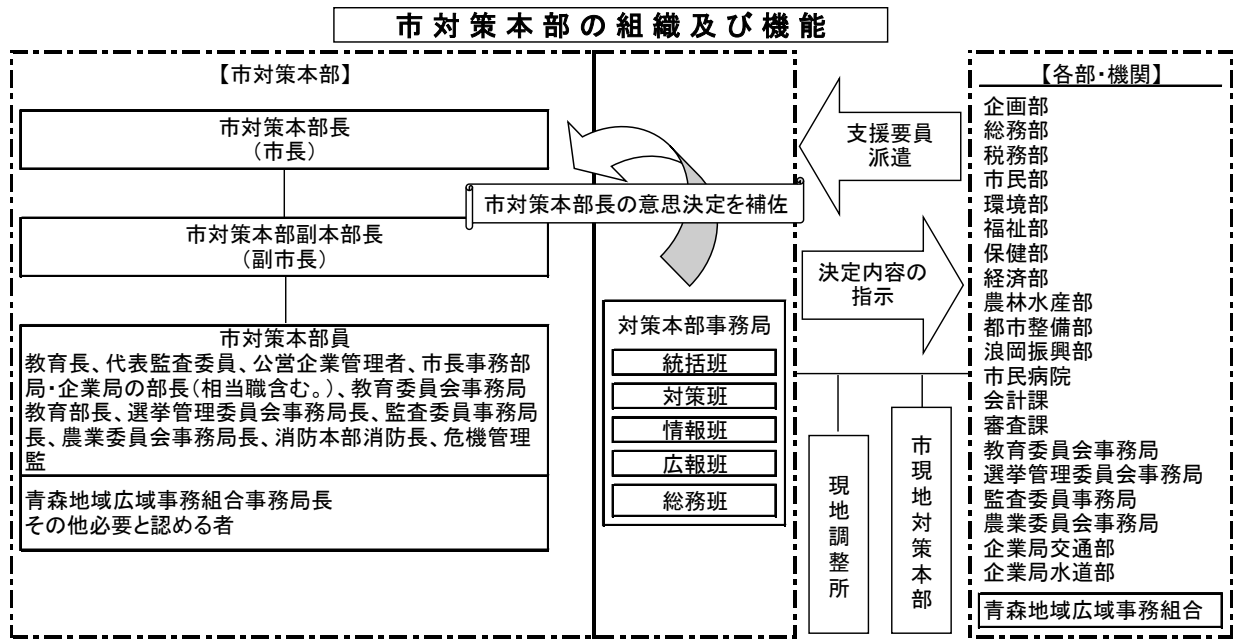 市対策本部の組織及び機能
【市対策本部】
市対策本部長
（市長）
市対策本部副本部長
（副市長）
市対策本部員
教育長、代表監査委員、公営企業管理者、市長事務部
局・企業局の部長（相当職含む。）、教育委員会事務局
教育部長、選挙管理委員会事務局長、監査委員事務局
長、農業委員会事務局長、消防本部消防長、危機管理
監
青森地域広域事務組合事務局長
その他必要と認める者
市対策本部長の意思決定を補佐
対策本部事務局
統括班
対策班
情報班
広報班
総務班
支援要員
派遣
決定内容の
指示
現地調整所
市現地対策本部
【各部・機関】
企画部
総務部
税務部
市民部
環境部
福祉部
保健部
経済部
農林水産部
都市整備部
浪岡振興部
市民病院
会計課
審査課
教育委員会事務局
選挙管理委員会事務局
監査委員事務局
農業委員会事務局
企業局交通部
企業局水道部
青森地域広域事務組合